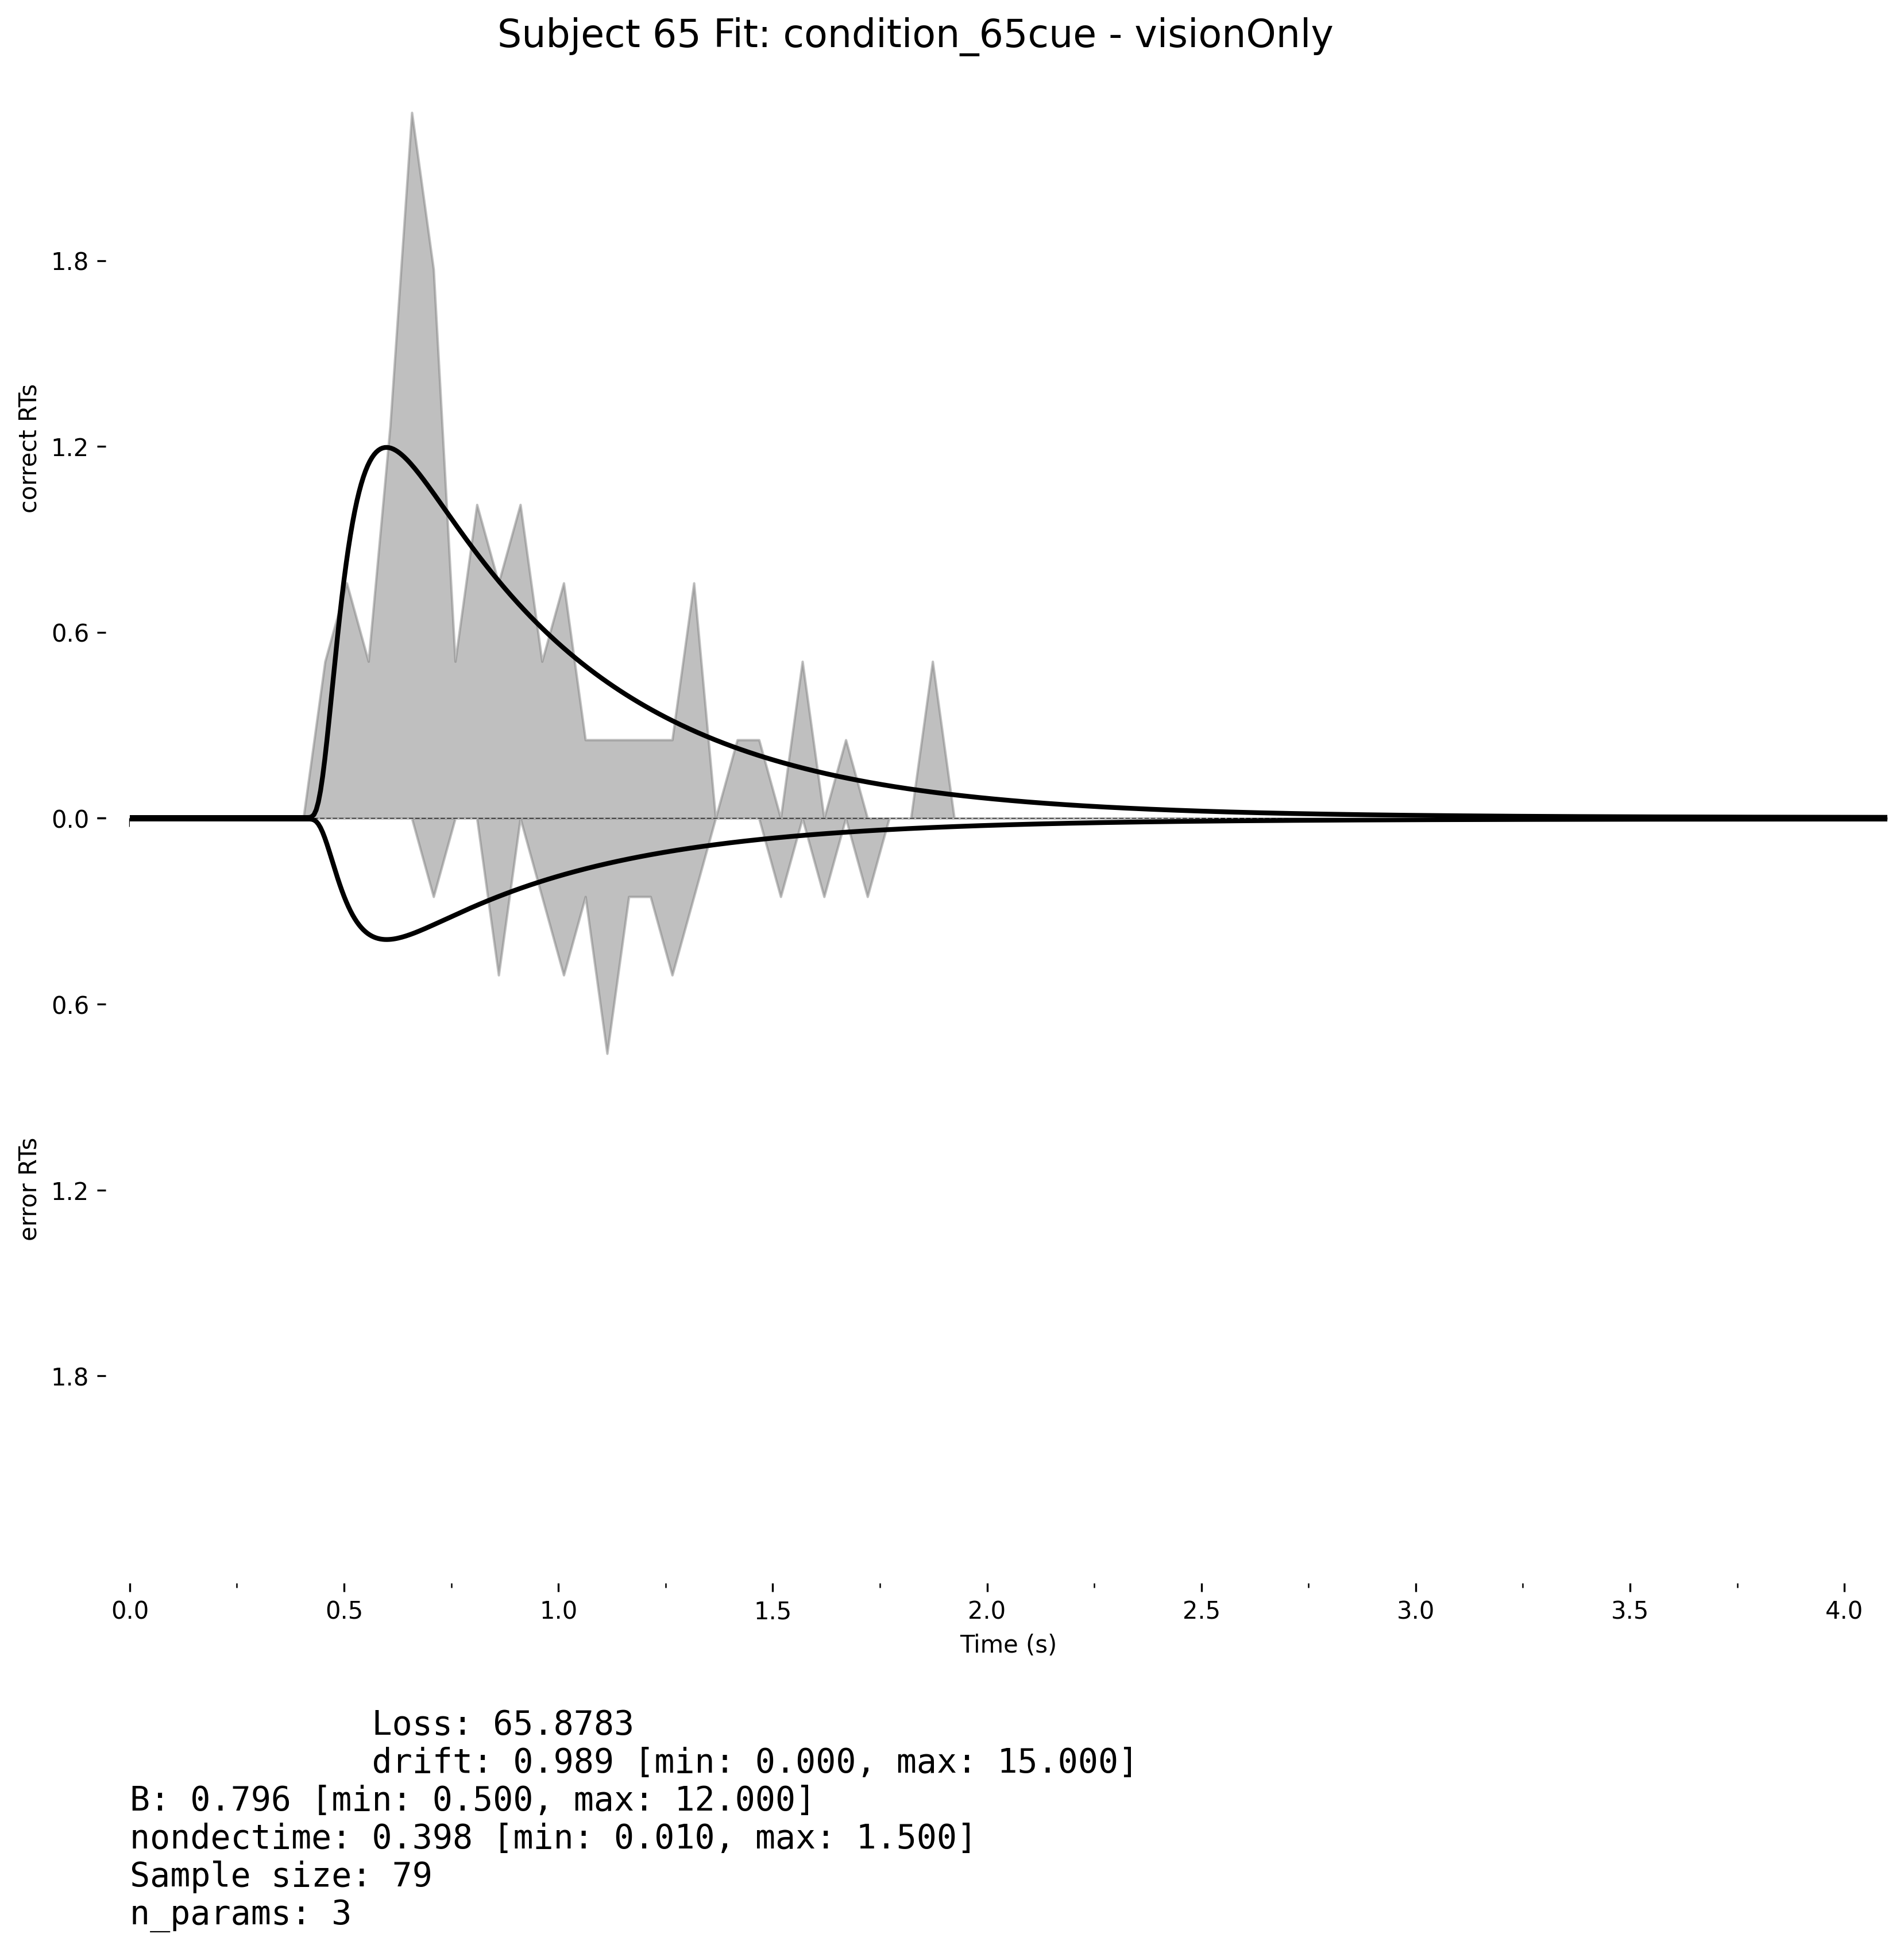 Subject 65 Fit: condition_65cue - visionOnly
correct RTs
1.8
1.2
0.6
0.0
0.6
1.2
1.8
error RTs
0.0 0.5 1.0 1.5 2.0 2.5 3.0 3.5 4.0
Time (s)
Loss: 65.8783
drift: 0.989 [min: 0.000, max: 15.000]
B: 0.796 [min: 0.500, max: 12.000]
nondectime: 0.398 [min: 0.010, max: 1.500]
Sample size: 79
n_params: 3